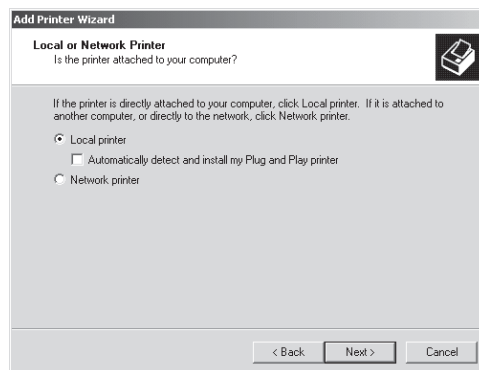 Add Printer Wizard
Local or Network Printer
Is the printer attached to your computer?
If the printer is directly attached to your computer, click Local printer. If it is attached to
another computer, or directly to the network, click Network printer.
Local printer
Automatically detect and install my Plug and Play printer
Network printer
< Back
Next >
Cancel